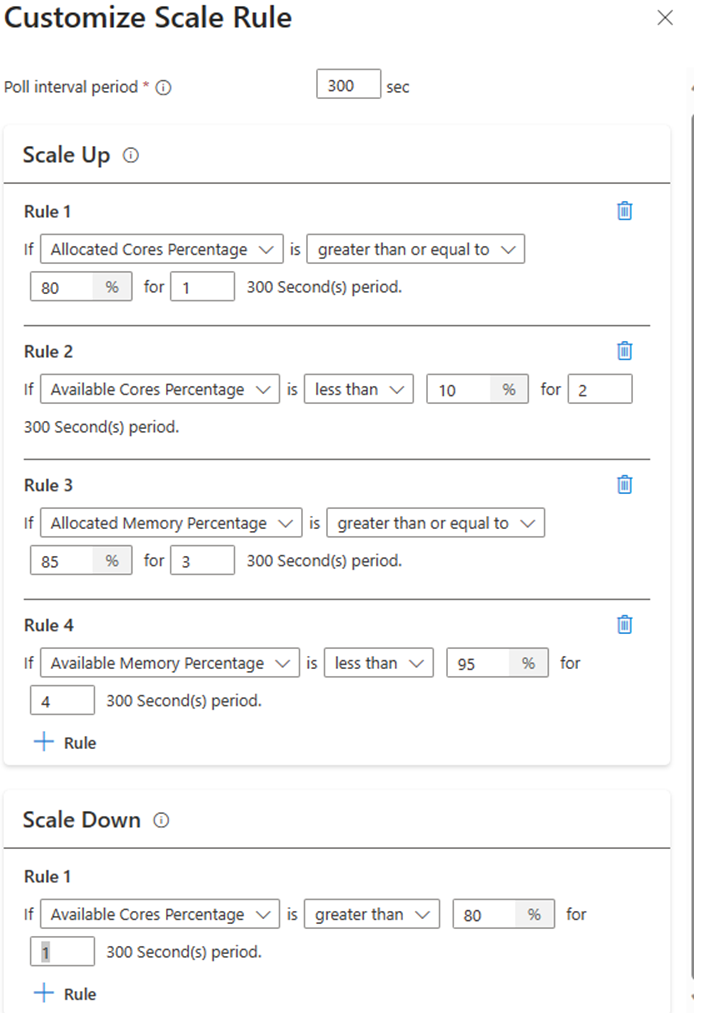 Customize Scale Rule
Poll interval period * 300 sec
Scale Up
Rule 1
If Allocated Cores Percentage is greater than or equal to
80 % for 1 300 Second(s) period.
Rule 2
If Available Cores Percentage is less than 10 % for 2
300 Second(s) period.
Rule 3
If Allocated Memory Percentage is greater than or equal to
85 % for 3 300 Second(s) period.
Rule 4
If Available Memory Percentage is less than 95 % for
4 300 Second(s) period.
+ Rule
Scale Down
Rule 1
If Available Cores Percentage is greater than 80 % for
1 300 Second(s) period.
+ Rule